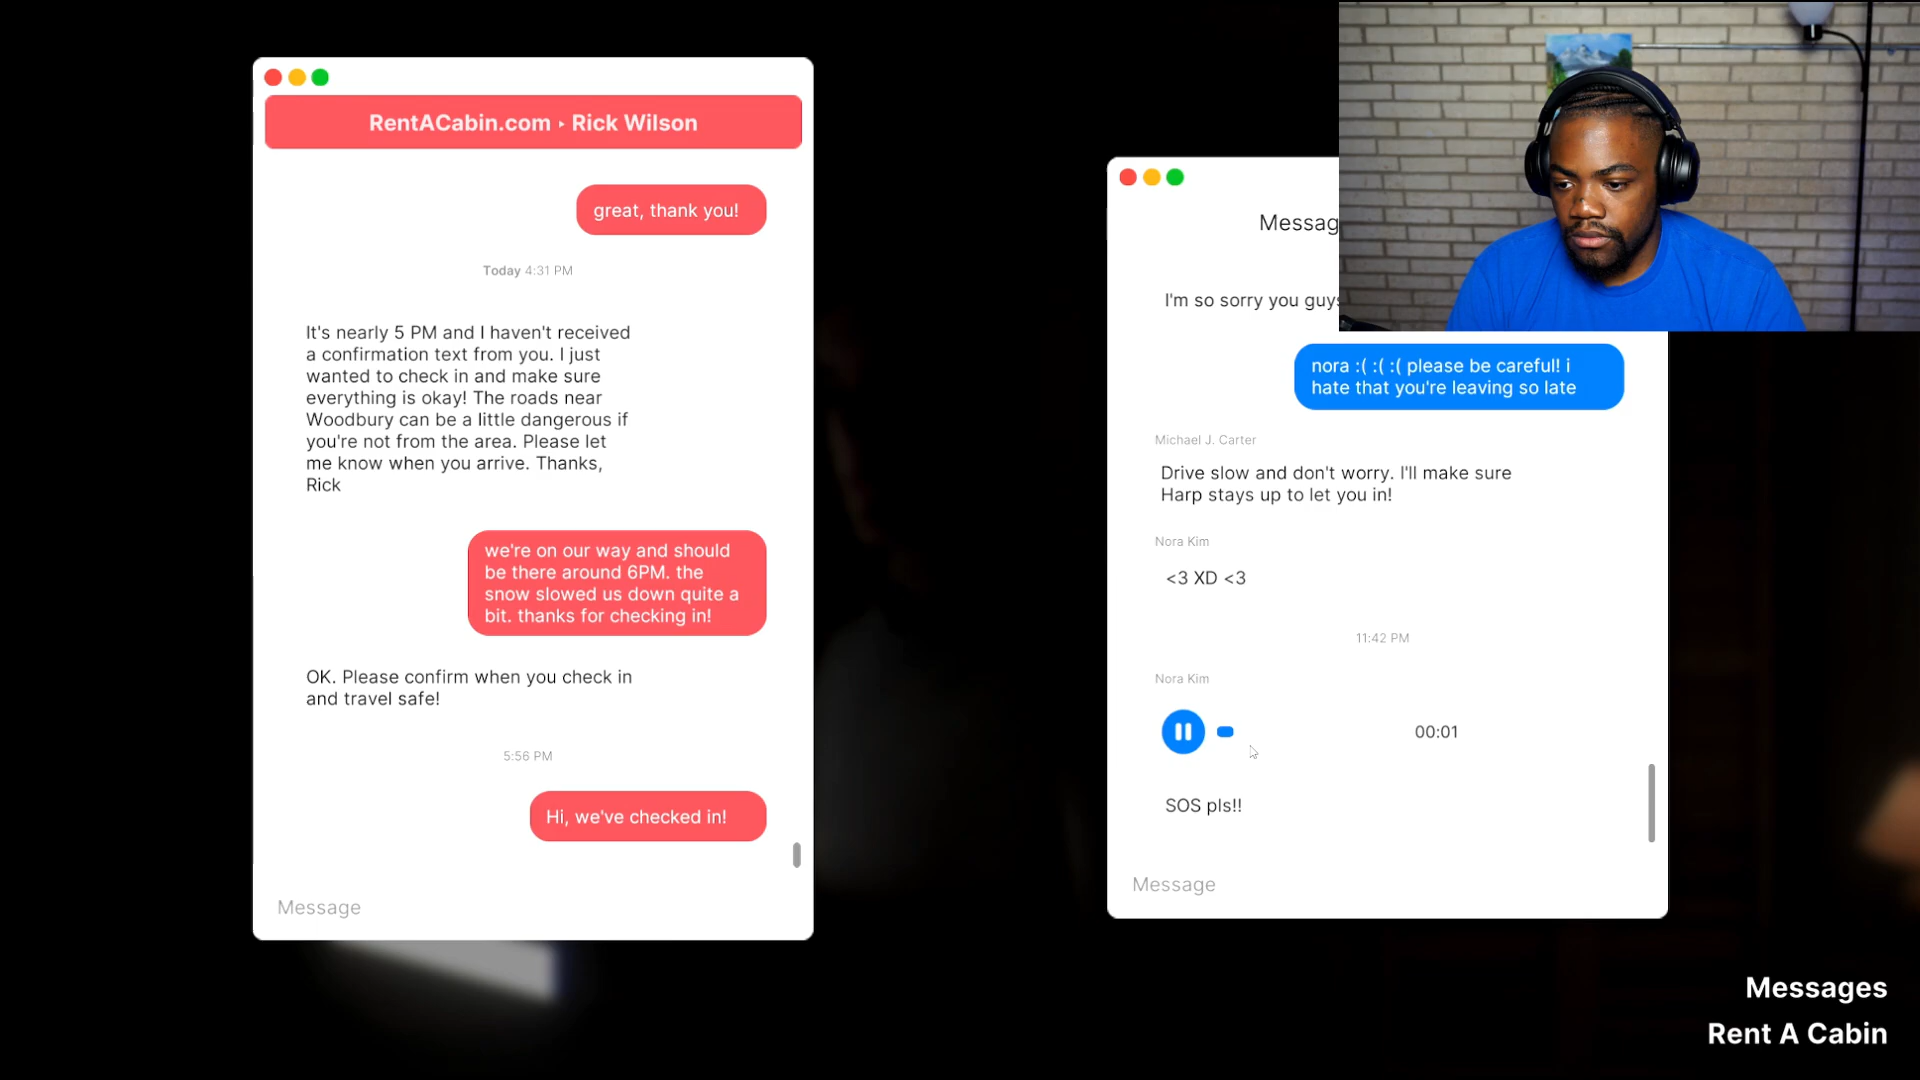 RentACabin.com ‣ Rick Wilson
great, thank you!
Today 4:31 PM
It's nearly 5 PM and I haven't received
a confirmation text from you. I just
wanted to check in and make sure
everything is okay! The roads near
Woodbury can be a little dangerous if
you're not from the area. Please let
me know when you arrive. Thanks,
Rick
we're on our way and should
be there around 6PM. the
snow slowed us down quite a
bit. thanks for checking in!
OK. Please confirm when you check in
and travel safe!
5:56 PM
Hi, we've checked in!
Message
Messag
I'm so sorry you guys
nora :( :( :( please be careful! i
hate that you're leaving so late
Michael J. Carter
Drive slow and don't worry. I'll make sure
Harp stays up to let you in!
Nora Kim
<3 XD <3
11:42 PM
Nora Kim
00:01
SOS pls!!
Message
Messages
Rent A Cabin